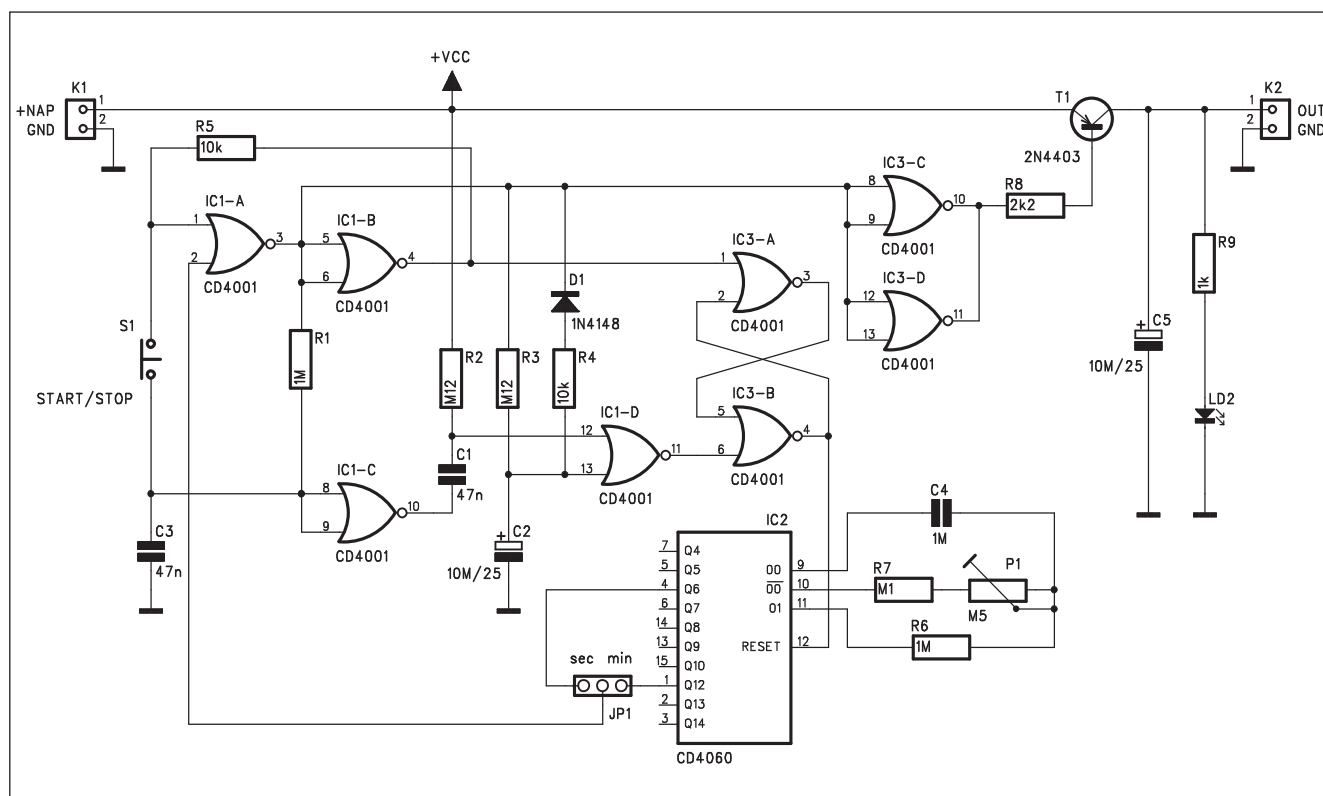 +VCC
K1
+NAP 1
GND 2
R5
10k
T1
2N4403
K2
1 OUT
2 GND
IC1-A
1
2
3
CD4001
IC1-B
5
6
4
CD4001
IC3-A
1
2
3
CD4001
IC3-C
8
9
10
CD4001
R8
2k2
IC3-D
12
13
11
CD4001
R9
1k
S1
START/STOP
R1
1M
R2
M12
R3
M12
D1
1N4148
R4
10k
IC3-B
5
6
4
CD4001
+ C5
10M/25
LD2
IC1-C
8
9
10
CD4001
C1
47n
IC1-D
12
13
11
CD4001
C3
47n
+ C2
10M/25
IC2
7 Q4
5 Q5
4 Q6
6 Q7
14 Q8
13 Q9
15 Q10
1 Q12
2 Q13
3 Q14
OO 9
OO 10
O1 11
RESET 12
CD4060
C4
1M
R7
M1
P1
M5
R6
1M
sec min
JP1